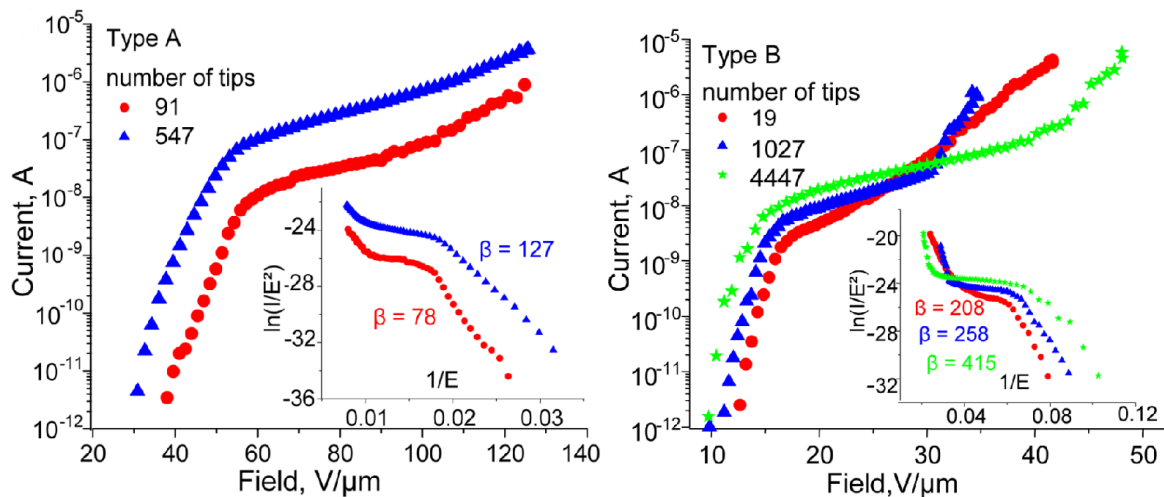 Type A
number of tips
91
547
Current, A
10⁻⁵
10⁻⁶
10⁻⁷
10⁻⁸
10⁻⁹
10⁻¹⁰
10⁻¹¹
10⁻¹²
20 40 60 80 100 120 140
Field, V/µm
ln(I/E²)
-24
-28
-32
-36
β = 127
β = 78
1/E
0.01 0.02 0.03
Type B
number of tips
19
1027
4447
Current, A
10⁻⁵
10⁻⁶
10⁻⁷
10⁻⁸
10⁻⁹
10⁻¹⁰
10⁻¹¹
10⁻¹²
10 20 30 40 50
Field,V/µm
ln(I/E²)
-20
-24
-28
-32
β = 208
β = 258
β = 415
1/E
0.04 0.08 0.12